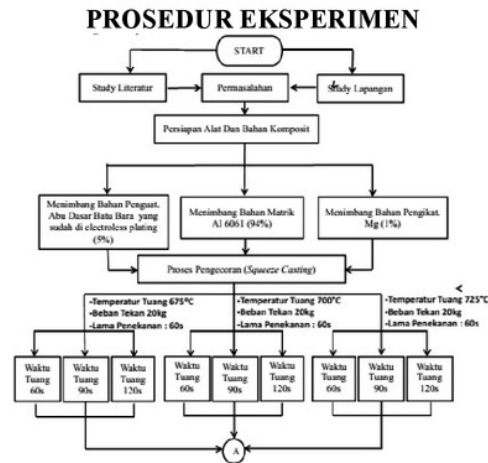 PROSEDUR EKSPERIMEN
START
Study Literatur
Permasalahan
Study Lapangan
Persiapan Alat Dan Bahan Komposit
Menimbang Bahan Penguat,
Abu Dasar Batu Bara yang
sudah di electroless plating
(5%)
Menimbang Bahan Matrik
Al 6061 (94%)
Menimbang Bahan Pengikat.
Mg (1%)
Proses Pengecoran (Squeeze Casting)
•Temperatur Tuang 675°C
•Beban Tekan 20kg
•Lama Penekanan : 60s
•Temperatur Tuang 700°C
•Beban Tekan 20kg
•Lama Penekanan : 60s
•Temperatur Tuang 725°C
•Beban Tekan 20kg
•Lama Penekanan : 60s
Waktu
Tuang
60s
Waktu
Tuang
90s
Waktu
Tuang
120s
Waktu
Tuang
60s
Waktu
Tuang
90s
Waktu
Tuang
120s
Waktu
Tuang
60s
Waktu
Tuang
90s
Waktu
Tuang
120s
A